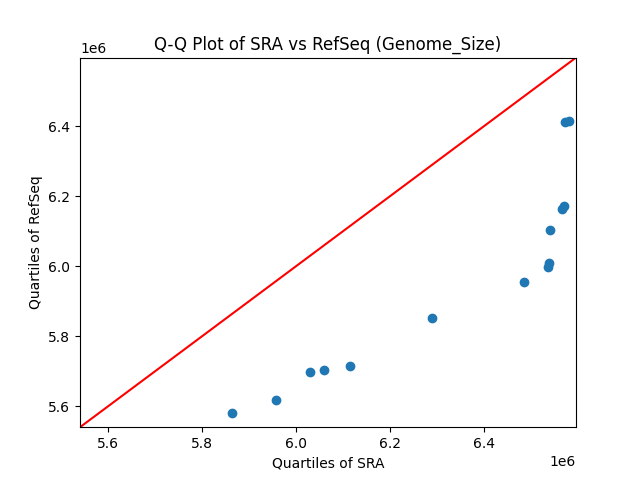 Q-Q Plot of SRA vs RefSeq (Genome_Size)
1e6
6.4
6.2
6.0
5.8
5.6
Quartiles of RefSeq
5.6 5.8 6.0 6.2 6.4
Quartiles of SRA
1e6